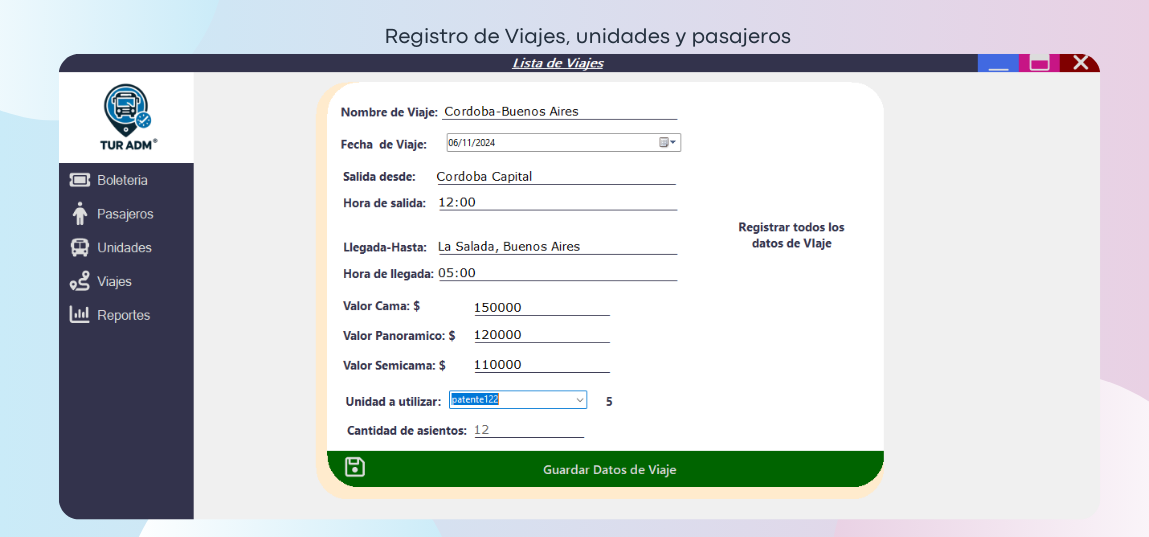 Registro de Viajes, unidades y pasajeros
Lista de Viajes
TUR ADM®
Boleteria
Pasajeros
Unidades
Viajes
Reportes
Nombre de Viaje: Cordoba-Buenos Aires
Fecha de Viaje: 06/11/2024
Salida desde: Cordoba Capital
Hora de salida: 12:00
Registrar todos los
datos de VIaje
Llegada-Hasta: La Salada, Buenos Aires
Hora de llegada: 05:00
Valor Cama: $ 150000
Valor Panoramico: $ 120000
Valor Semicama: $ 110000
Unidad a utilizar: patente122 5
Cantidad de asientos: 12
Guardar Datos de Viaje